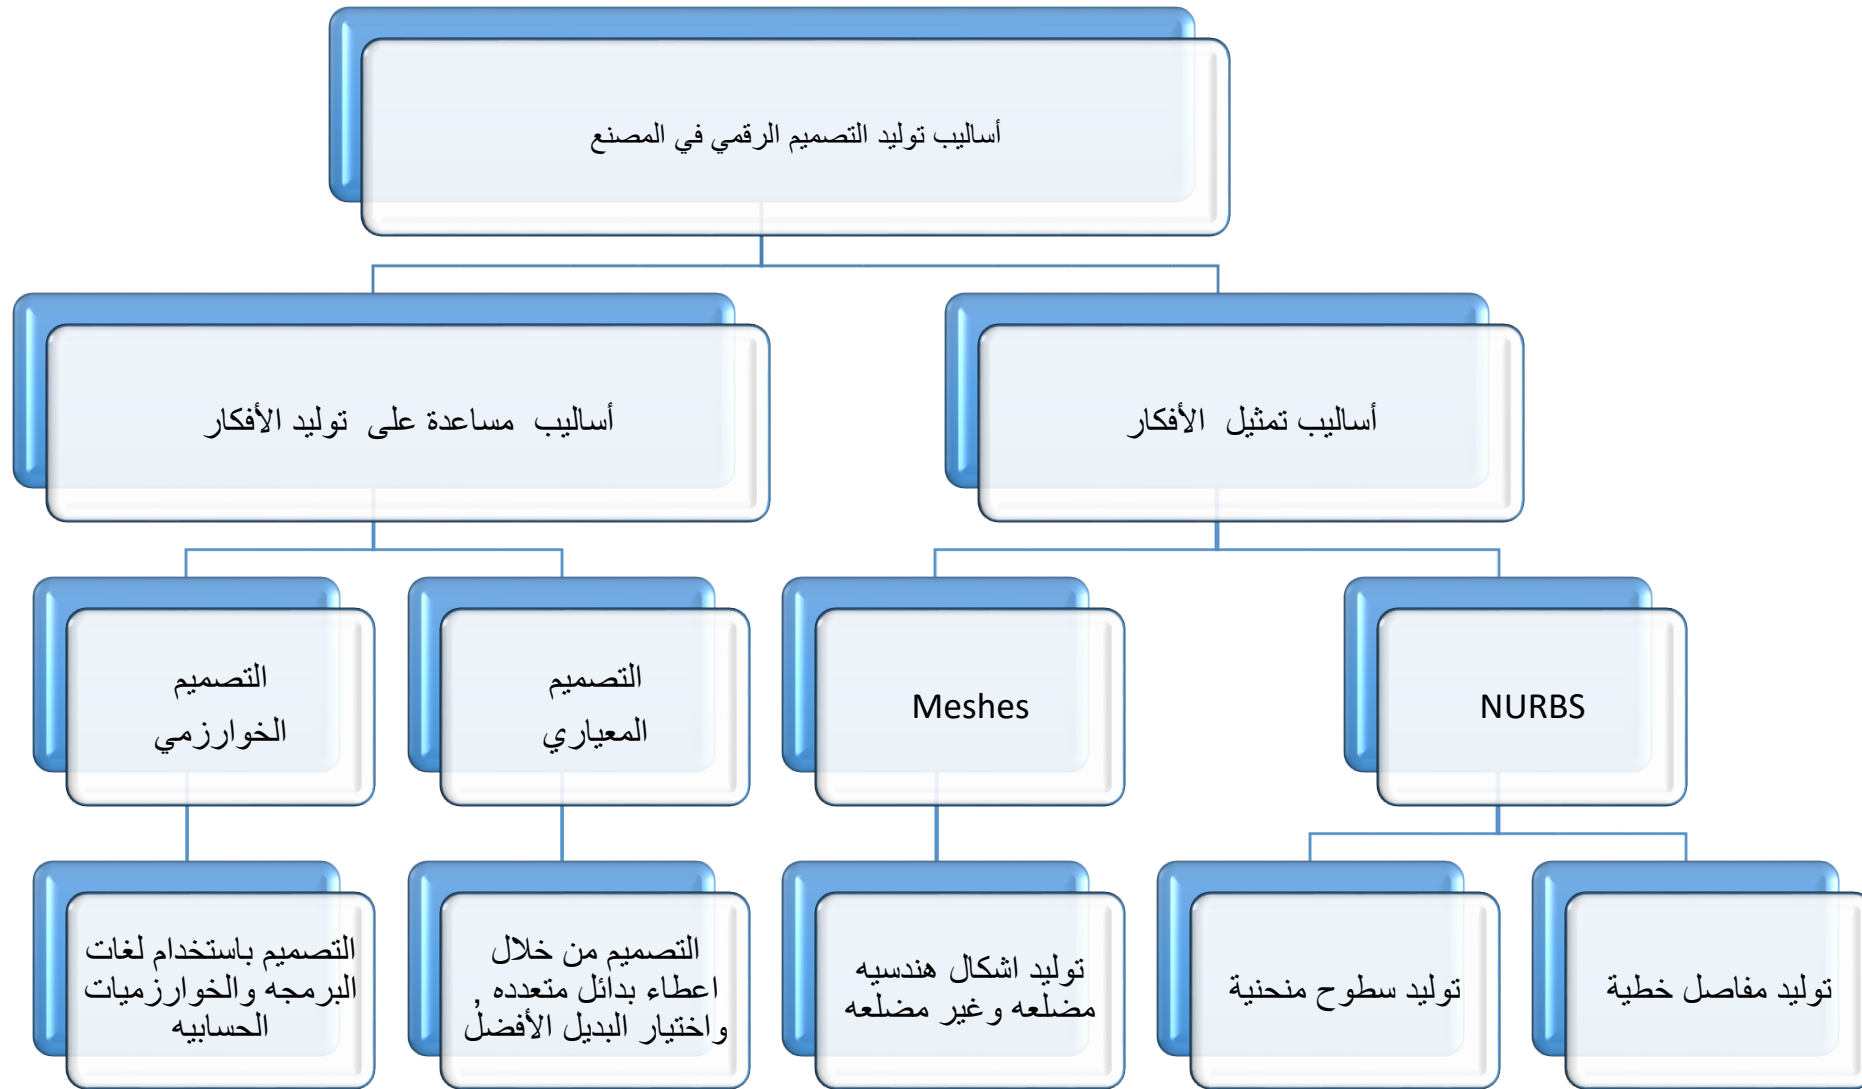 أساليب توليد التصميم الرقمي في المصنع
أساليب تمثيل الأفكار
أساليب مساعدة على توليد الأفكار
NURBS
Meshes
التصميم
المعياري
التصميم
الخوارزمي
توليد مفاصل خطية
توليد سطوح منحنية
توليد اشكال هندسيه
مضلعه وغير مضلعه
التصميم من خلال
اعطاء بدائل متعدده ,
واختيار البديل الأفضل
التصميم باستخدام لغات
البرمجه والخوارزميات
الحسابيه